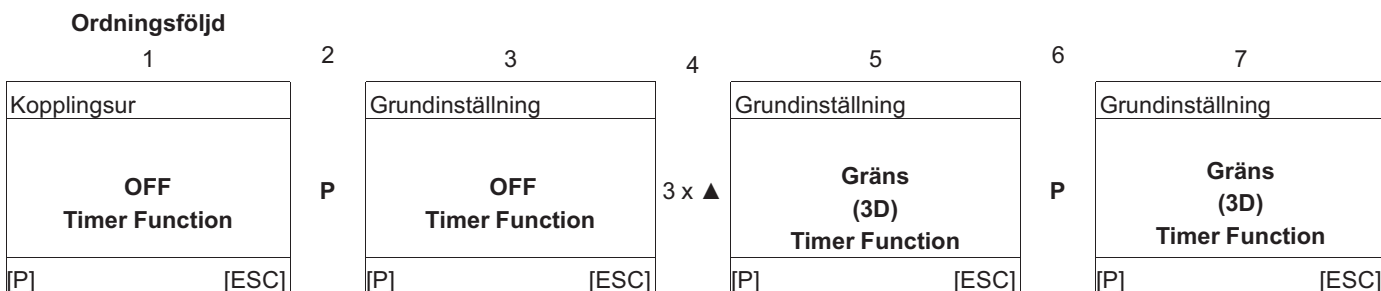 Ordningsföljd
1 2 3 4 5 6 7
Kopplingsur Grundinställning Grundinställning Grundinställning
OFF
Timer Function
P
OFF
Timer Function
3 x ▲
Gräns
(3D)
Timer Function
P
Gräns
(3D)
Timer Function
[P] [ESC] [P] [ESC] [P] [ESC] [P] [ESC]